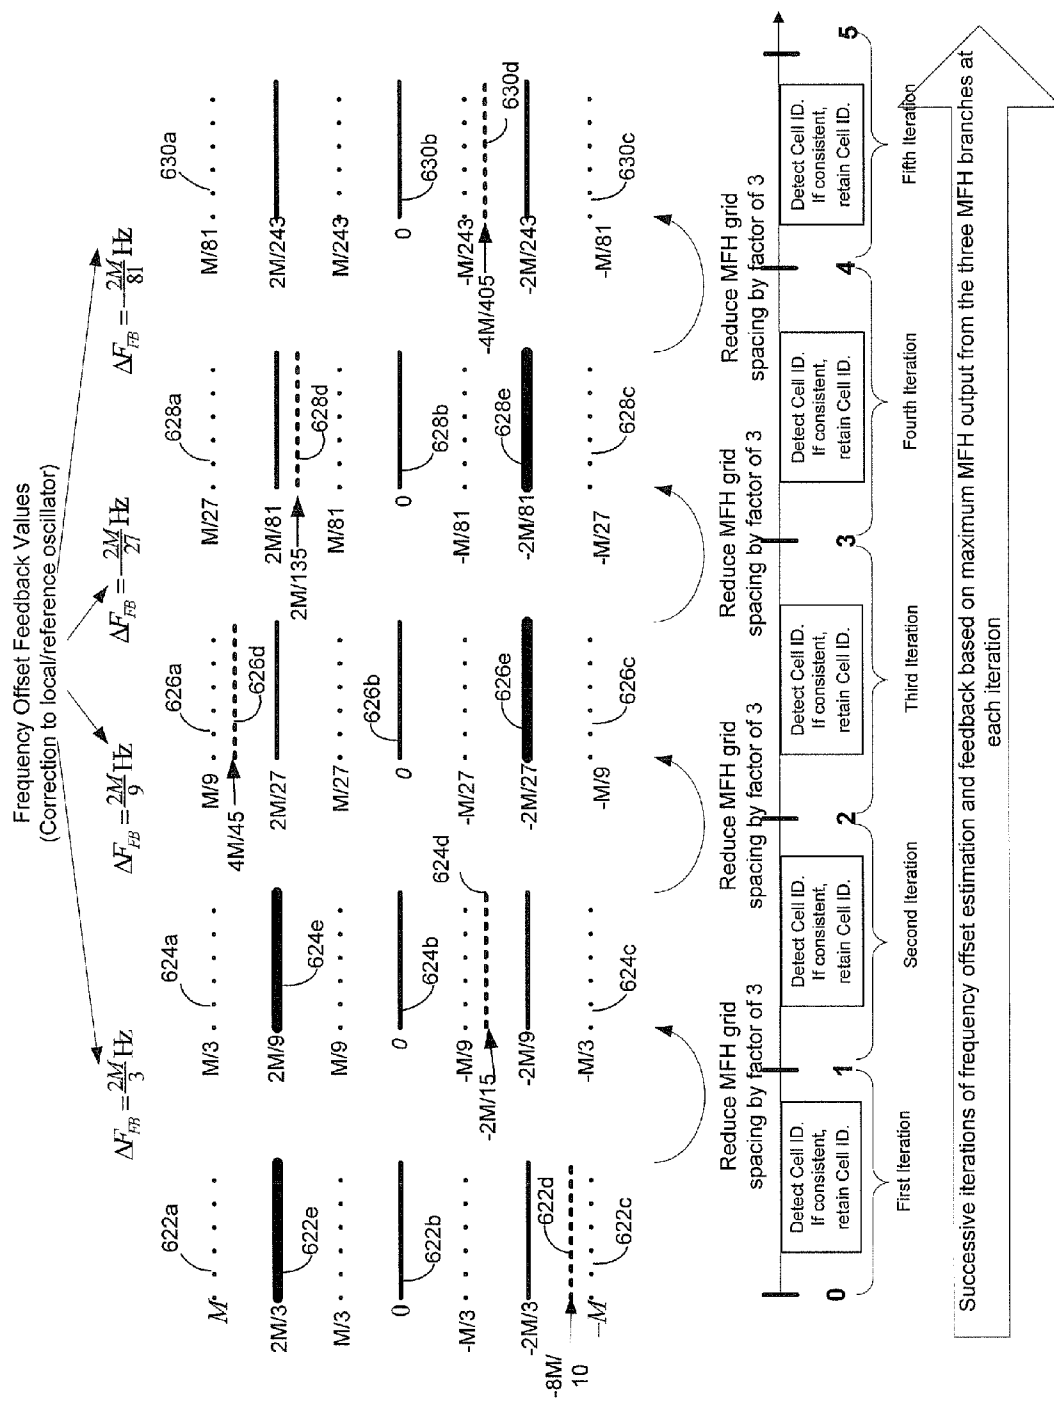 Frequency Offset Feedback Values
(Correction to local/reference oscillator)
ΔF_FB = 2M/3 Hz
ΔF_FB = 2M/9 Hz
ΔF_FB = -2M/27 Hz
ΔF_FB = -2M/81 Hz
622a
M
2M/3
622e
M/3
0
622b
-M/3
-2M/3
622d
-8M/
10
-M
622c
624a
M/3
2M/9
624e
M/9
0
624b
-M/9
624d
-2M/15
-2M/9
-M/3
624c
626a
M/9
4M/45
626d
2M/27
M/27
0
626b
-M/27
626e
-2M/27
-M/9
626c
628a
M/27
2M/81
2M/135
628d
M/81
0
628b
-M/81
628e
-2M/81
-M/27
628c
630a
M/81
2M/243
M/243
0
630b
-M/243
-4M/405
630d
-2M/243
-M/81
630c
Reduce MFH grid
spacing by factor of 3
Reduce MFH grid
spacing by factor of 3
Reduce MFH grid
spacing by factor of 3
Reduce MFH grid
spacing by factor of 3
Detect Cell ID.
If consistent,
retain Cell ID.
Detect Cell ID.
If consistent,
retain Cell ID.
Detect Cell ID.
If consistent,
retain Cell ID.
Detect Cell ID.
If consistent,
retain Cell ID.
Detect Cell ID.
If consistent,
retain Cell ID.
0 1 2 3 4 5
First Iteration
Second Iteration
Third Iteration
Fourth Iteration
Fifth Iteration
Successive iterations of frequency offset estimation and feedback based on maximum MFH output from the three MFH branches at
each iteration